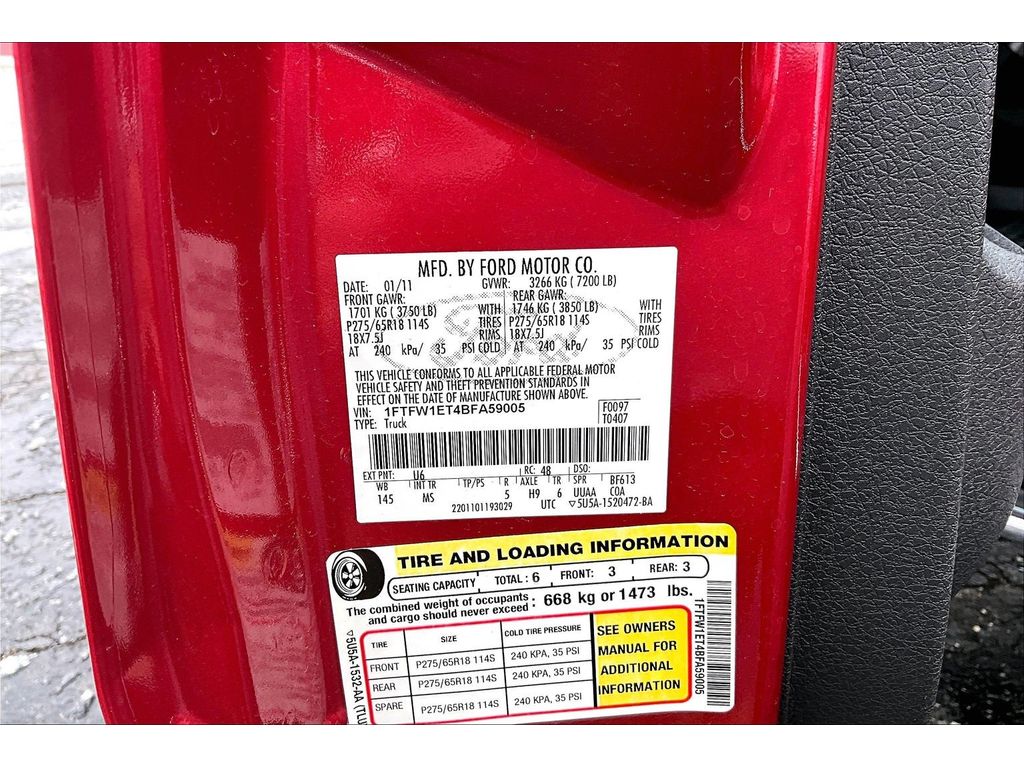 MFD. BY FORD MOTOR CO.
DATE: 01/11 GVWR: 3266 KG ( 7200 LB)
FRONT GAWR: REAR GAWR:
1701 KG ( 3750 LB) WITH 1746 KG ( 3850 LB) WITH
P275/65R18 114S TIRES P275/65R18 114S TIRES
18X7.5J RIMS 18X7.5J RIMS
AT 240 kPa/ 35 PSI COLD AT 240 kPa/ 35 PSI COLD
THIS VEHICLE CONFORMS TO ALL APPLICABLE FEDERAL MOTOR
VEHICLE SAFETY AND THEFT PREVENTION STANDARDS IN
EFFECT ON THE DATE OF MANUFACTURE SHOWN ABOVE.
VIN: 1FTFW1ET4BFA59005 F0097
TYPE: Truck T0407
EXT PNT: U6 RC: 48 DSO:
WB INT TR TP/PS R AXLE TR SPR BF613
145 MS 5 H9 6 UUAA COA
2201101193029 UTC ▽5U5A-1520472-BA
TIRE AND LOADING INFORMATION
SEATING CAPACITY TOTAL : 6 FRONT: 3 REAR: 3
The combined weight of occupants
and cargo should never exceed : 668 kg or 1473 lbs.
TIRE SIZE COLD TIRE PRESSURE
FRONT P275/65R18 114S 240 KPA, 35 PSI
REAR P275/65R18 114S 240 KPA, 35 PSI
SPARE P275/65R18 114S 240 KPA, 35 PSI
SEE OWNERS
MANUAL FOR
ADDITIONAL
INFORMATION
▽5U5A-1532-AA (TLU
1FTFW1ET4BFA59005